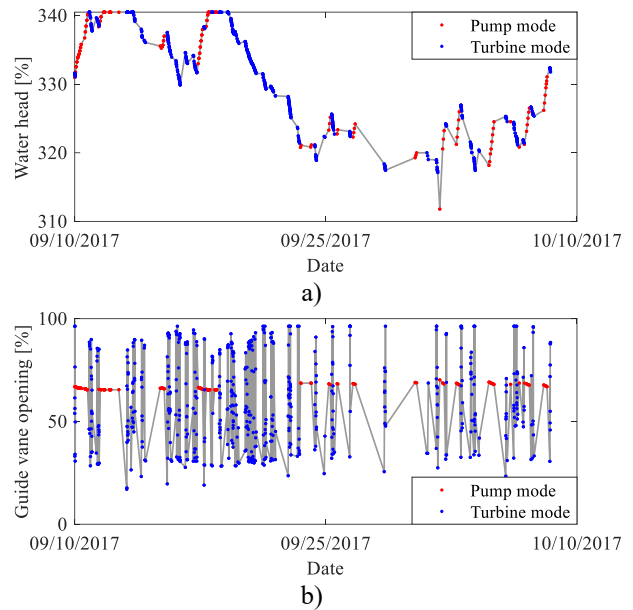 340
330
320
310
Water head [%]
Pump mode
Turbine mode
09/10/2017 09/25/2017 10/10/2017
Date
a)
100
50
0
Guide vane opening [%]
Pump mode
Turbine mode
09/10/2017 09/25/2017 10/10/2017
Date
b)